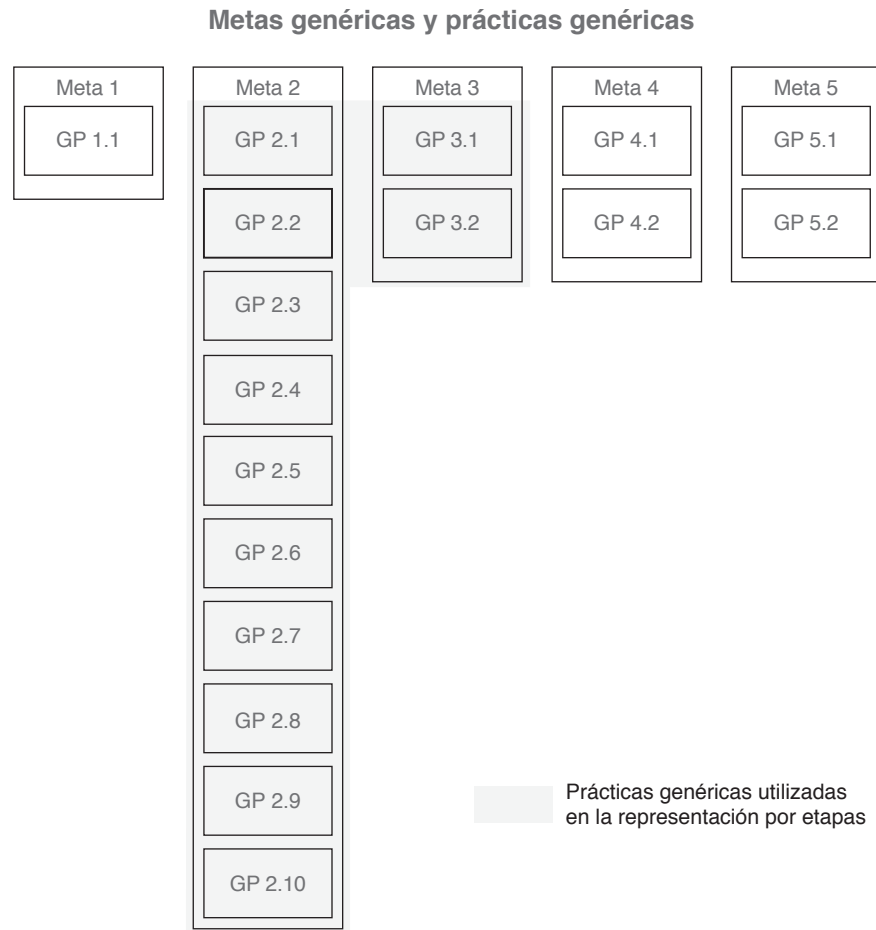 Metas genéricas y prácticas genéricas
Meta 1
GP 1.1
Meta 2
GP 2.1
GP 2.2
GP 2.3
GP 2.4
GP 2.5
GP 2.6
GP 2.7
GP 2.8
GP 2.9
GP 2.10
Meta 3
GP 3.1
GP 3.2
Meta 4
GP 4.1
GP 4.2
Meta 5
GP 5.1
GP 5.2
Prácticas genéricas utilizadas
en la representación por etapas